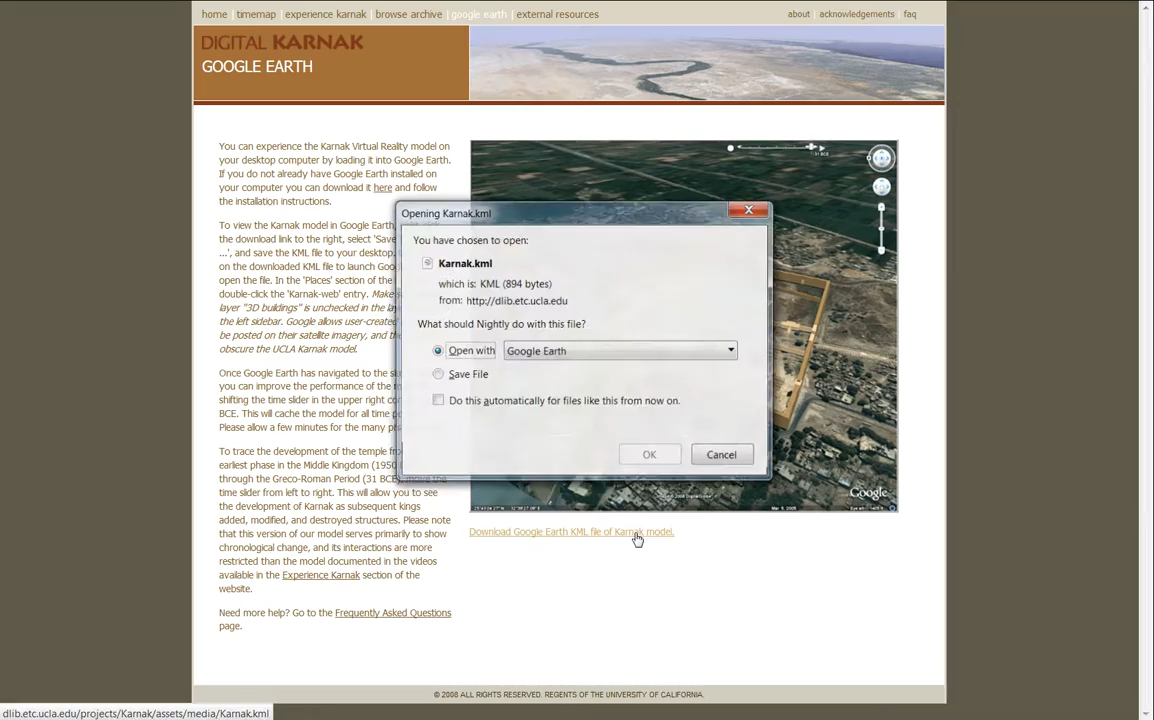 home | timemap | experience karnak | browse archive | google earth | external resources
about | acknowledgements | faq
DIGITAL KARNAK
GOOGLE EARTH
You can experience the Karnak Virtual Reality model on
your desktop computer by loading it into Google Earth.
If you do not already have Google Earth installed on
your computer you can download it here and follow
the installation instructions.
To view the Karnak model in Google Earth,
the download link to the right, select 'Save
...', and save the KML file to your desktop.
on the downloaded KML file to launch Google
open the file. In the 'Places' section of the
double-click the 'Karnak-web' entry. Make
layer "3D buildings" is unchecked in the
the left sidebar. Google allows user-created
be posted on their satellite imagery, and
obscure the UCLA Karnak model.
Once Google Earth has navigated to the
you can improve the performance of the
shifting the time slider in the upper right
BCE. This will cache the model for all time
Please allow a few minutes for the many
To trace the development of the temple
earliest phase in the Middle Kingdom (1950
through the Greco-Roman Period (31 BCE), move the
time slider from left to right. This will allow you to see
the development of Karnak as subsequent kings
added, modified, and destroyed structures. Please note
that this version of our model serves primarily to show
chronological change, and its interactions are more
restricted than the model documented in the videos
available in the Experience Karnak section of the
website.
Need more help? Go to the Frequently Asked Questions
page.
Opening Karnak.kml
You have chosen to open:
Karnak.kml
which is: KML (894 bytes)
from: http://dlib.etc.ucla.edu
What should Nightly do with this file?
Open with
Google Earth
Save File
Do this automatically for files like this from now on.
OK
Cancel
Google
Download Google Earth KML file of Karnak model.
© 2008 ALL RIGHTS RESERVED. REGENTS OF THE UNIVERSITY OF CALIFORNIA.
dlib.etc.ucla.edu/projects/Karnak/assets/media/Karnak.kml